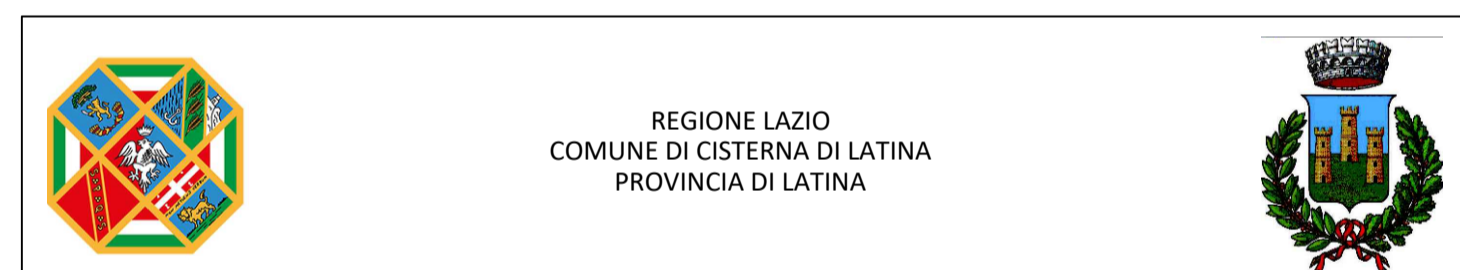 REGIONE LAZIO
COMUNE DI CISTERNA DI LATINA
PROVINCIA DI LATINA